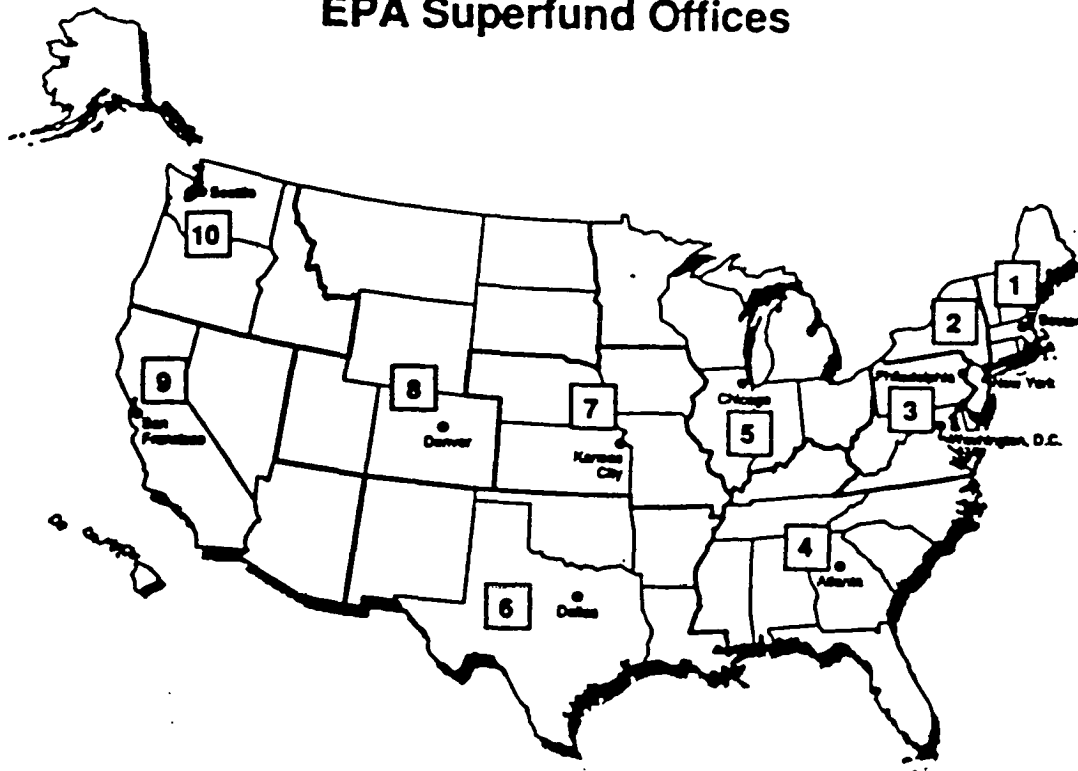 EPA Superfund Offices
Seattle
10
1
2
Boston
9
8
7
Philadelphia
New York
Chicago
3
San
Francisco
Denver
5
Kansas
City
Washington, D.C.
4
Atlanta
6
Dallas